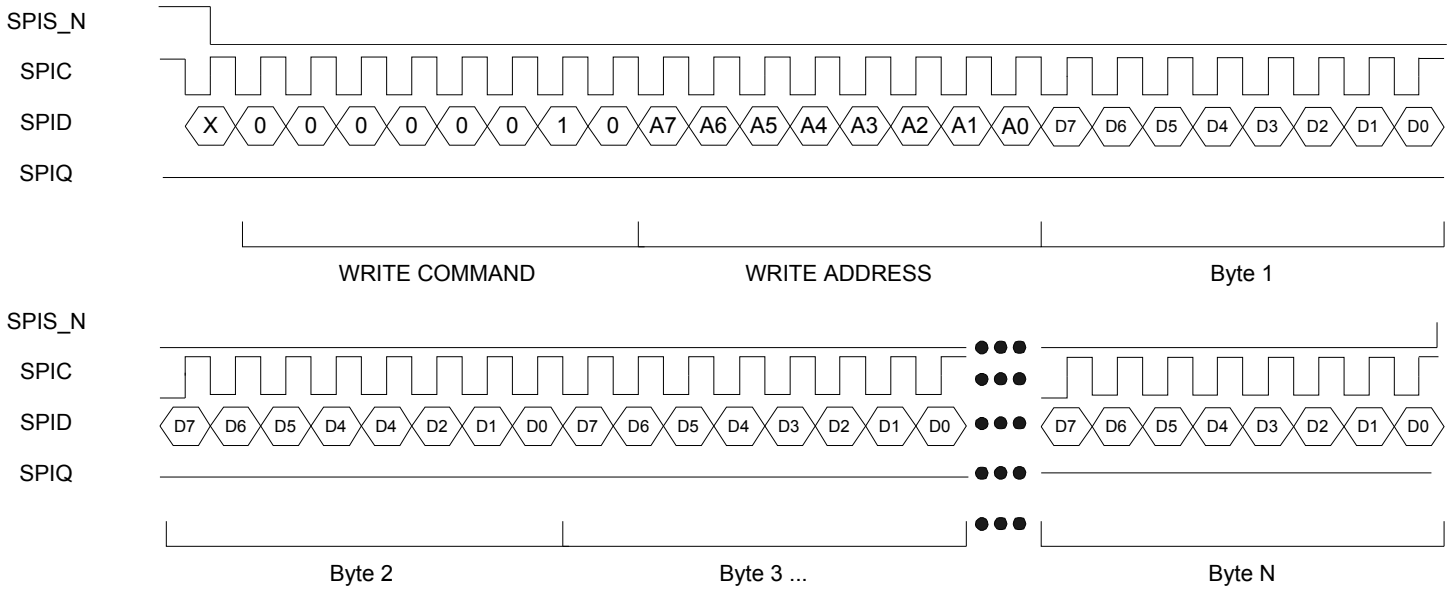 SPIS_N
SPIC
SPID X 0 0 0 0 0 0 1 0 A7 A6 A5 A4 A3 A2 A1 A0 D7 D6 D5 D4 D3 D2 D1 D0
SPIQ
WRITE COMMAND WRITE ADDRESS Byte 1
SPIS_N
SPIC
SPID D7 D6 D5 D4 D4 D2 D1 D0 D7 D6 D5 D4 D3 D2 D1 D0 D7 D6 D5 D4 D3 D2 D1 D0
SPIQ
Byte 2 Byte 3 ... Byte N